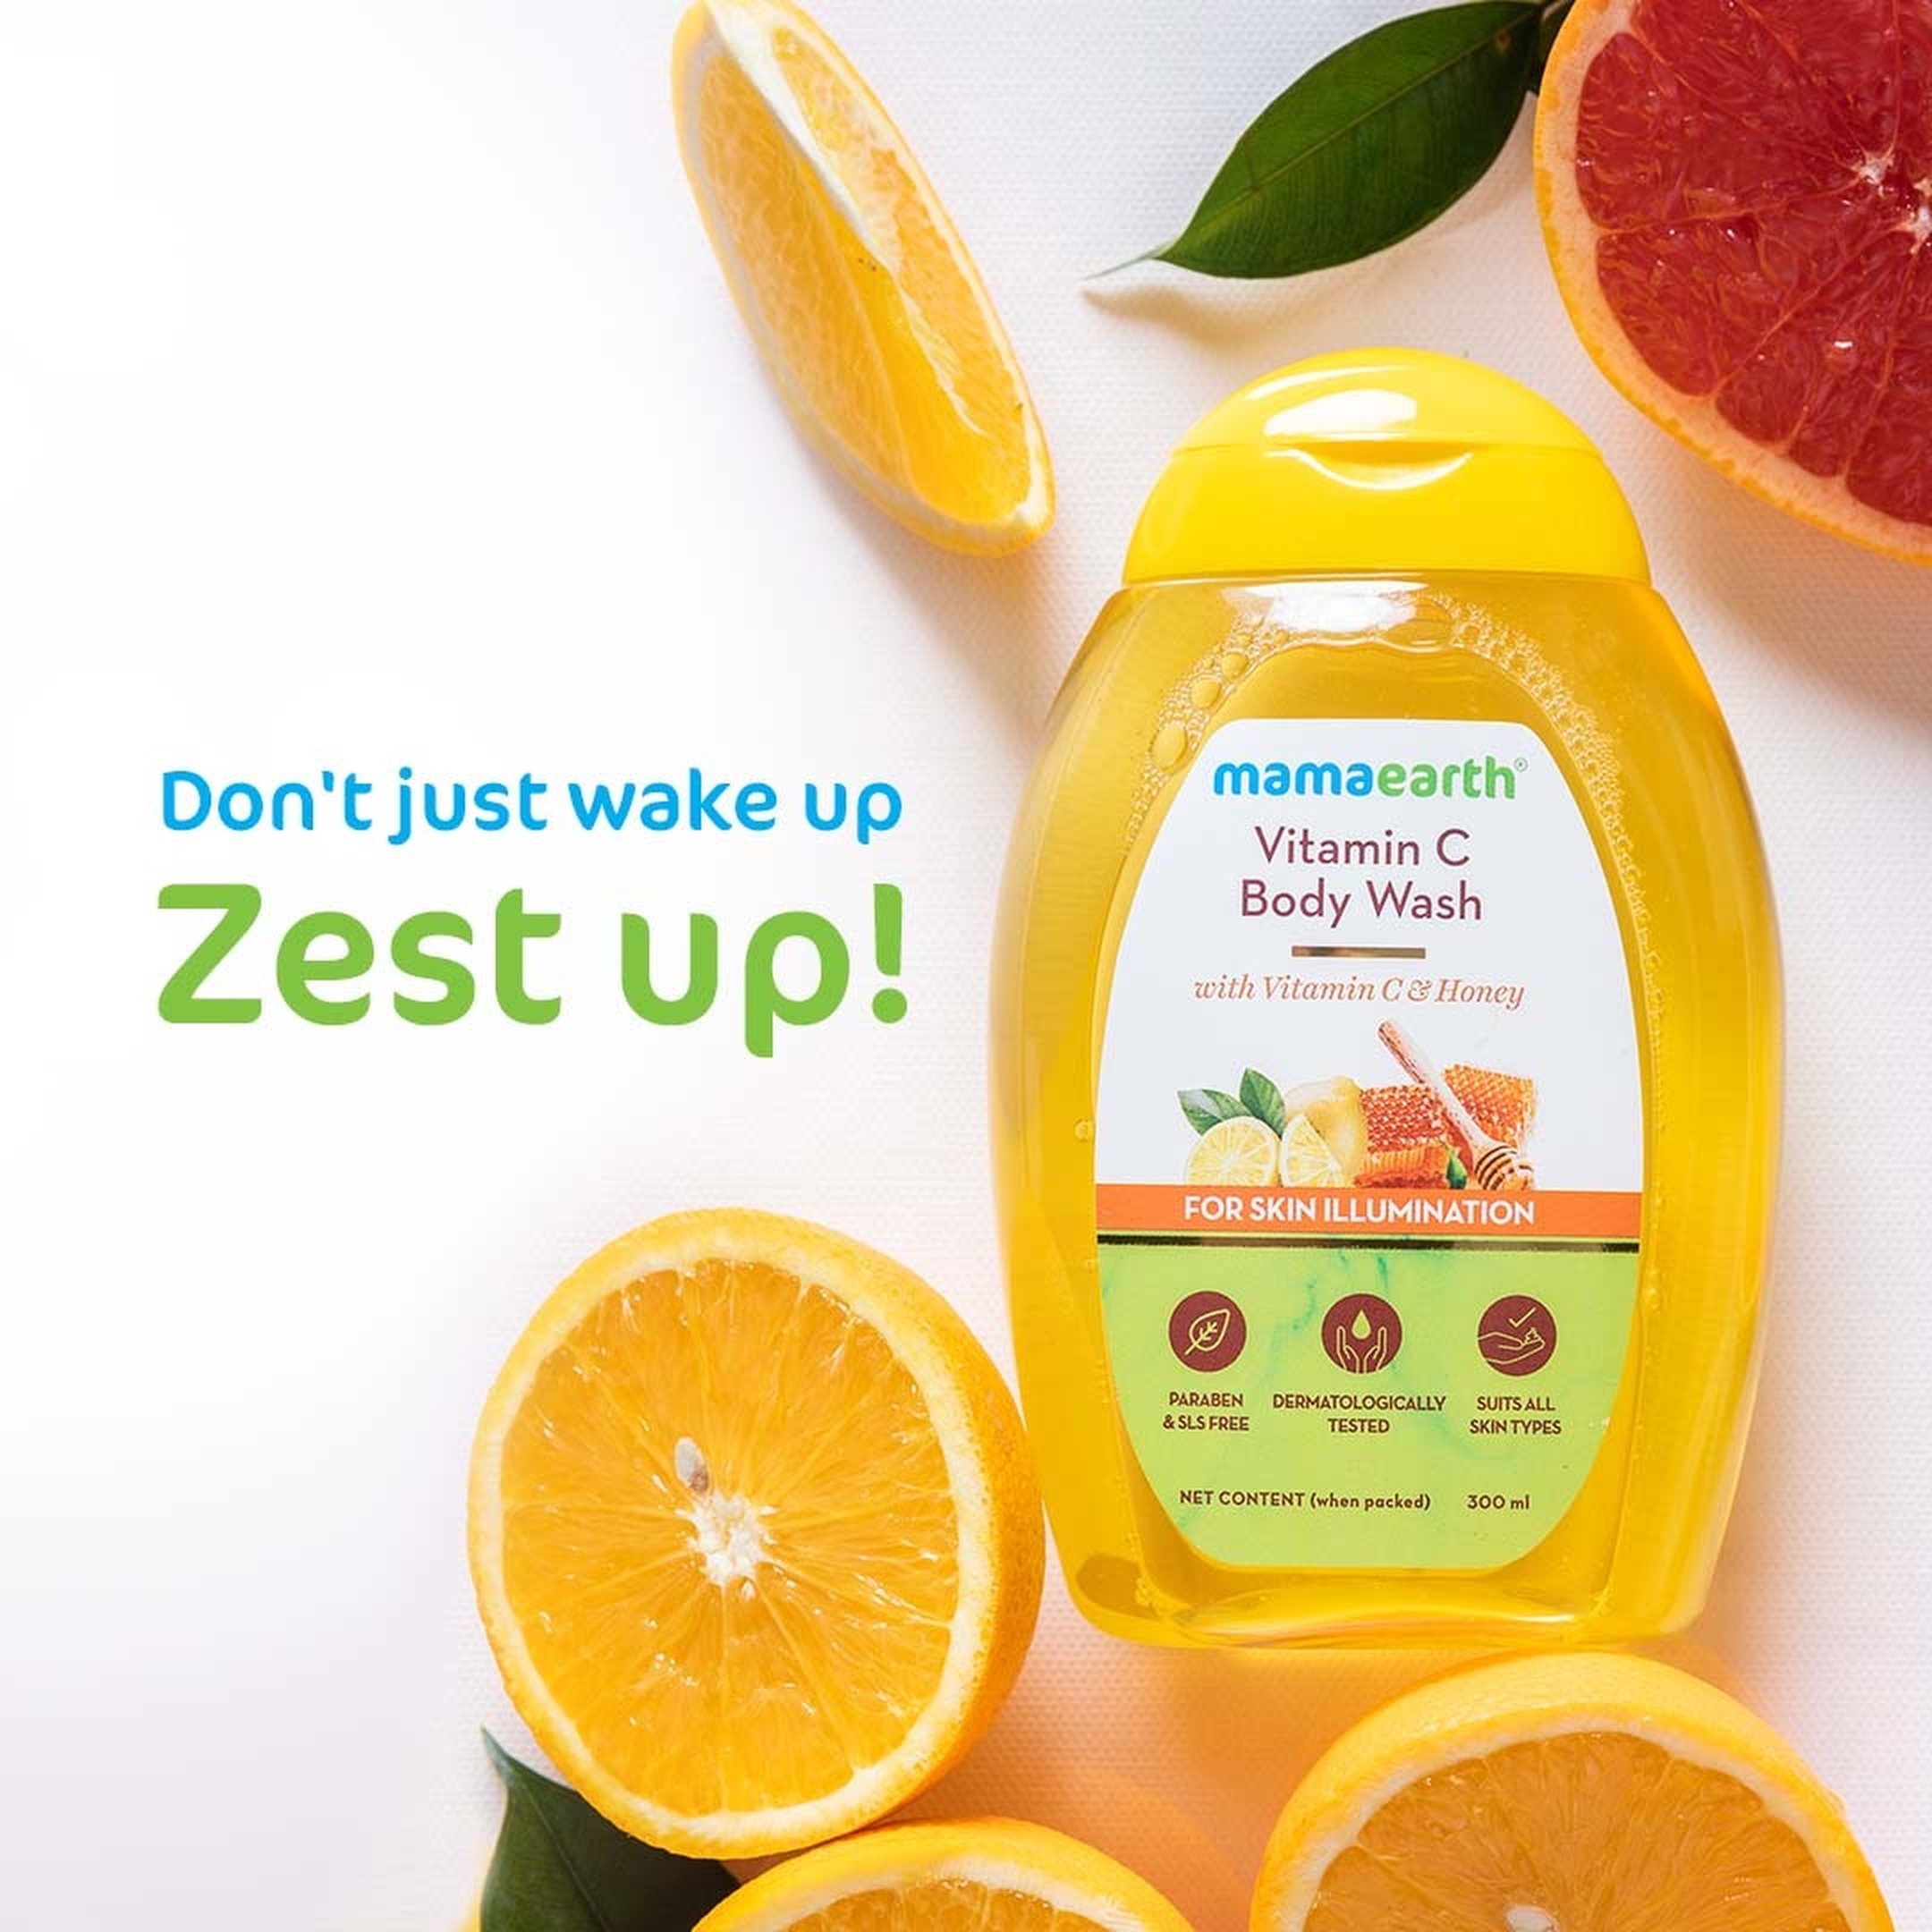 Don't just wake up
Zest up!
mamaearth®
Vitamin C
Body Wash
with Vitamin C & Honey
FOR SKIN ILLUMINATION
PARABEN
& SLS FREE
DERMATOLOGICALLY
TESTED
SUITS ALL
SKIN TYPES
NET CONTENT (when packed) 300 ml